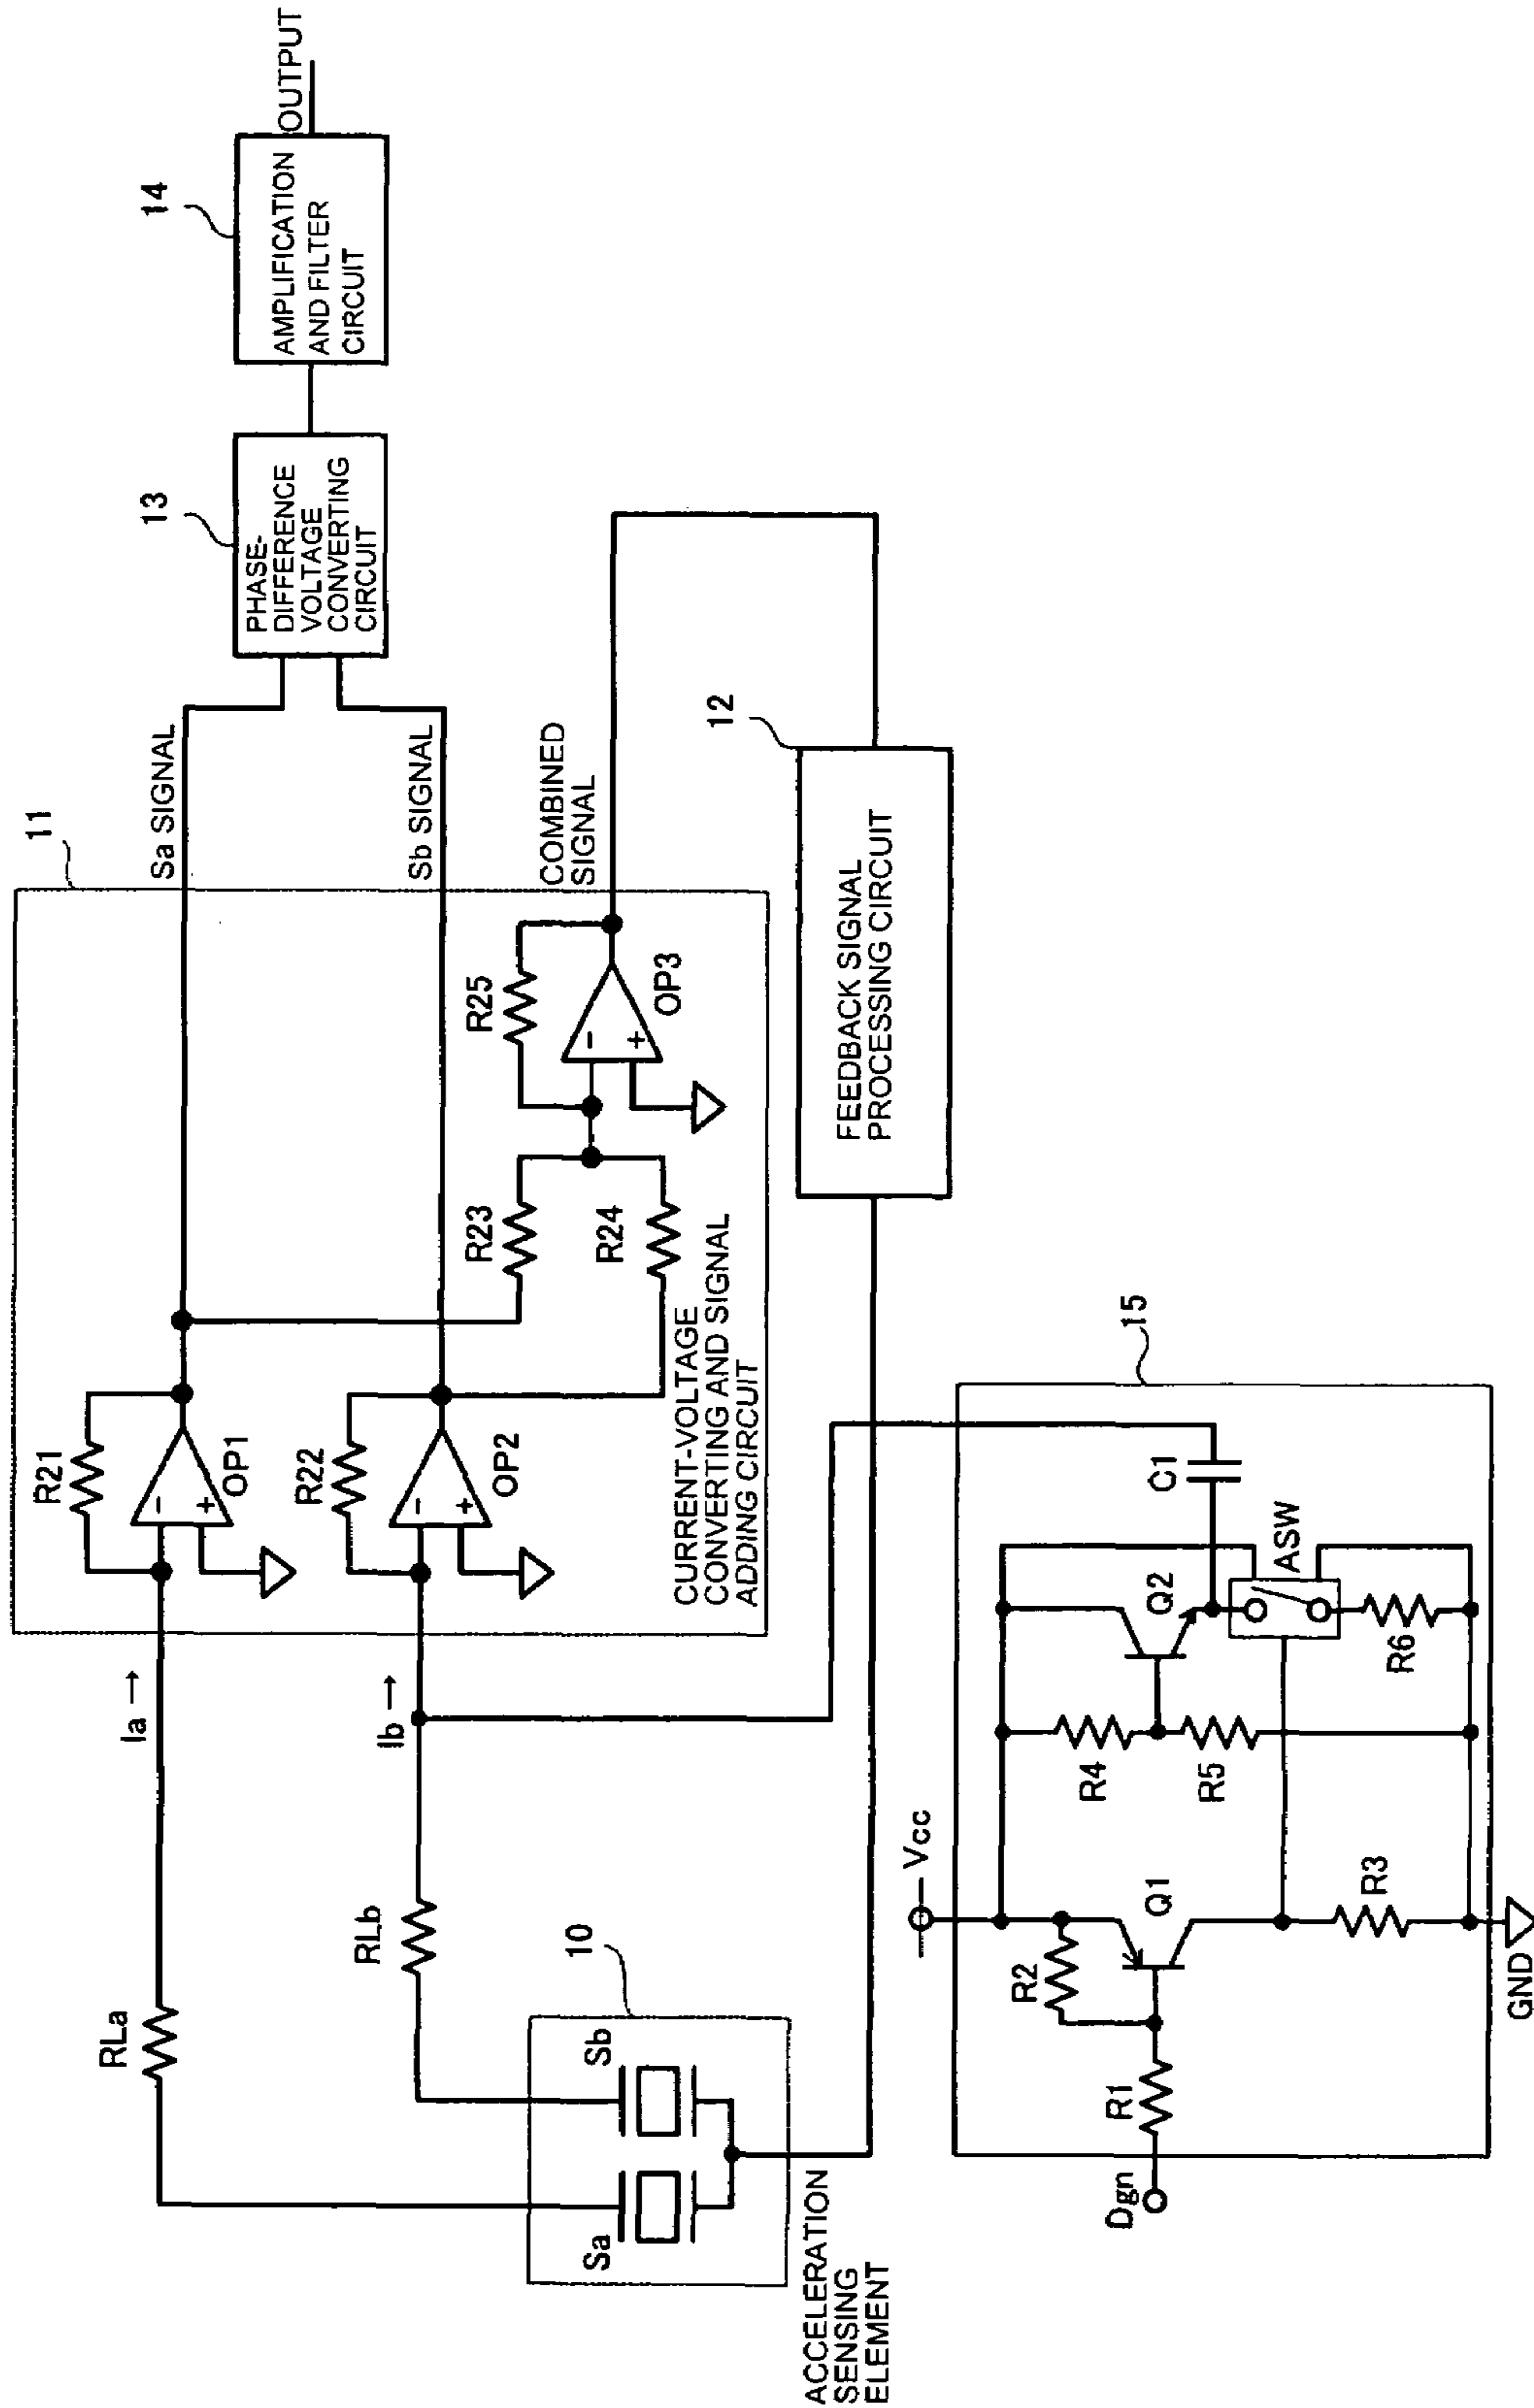 OUTPUT
14
AMPLIFICATION
AND FILTER
CIRCUIT
13
PHASE-
DIFFERENCE
VOLTAGE
CONVERTING
CIRCUIT
Sa SIGNAL
Sb SIGNAL
COMBINED
SIGNAL
11
R21
OP1
-
+
R22
OP2
-
+
R23
R24
R25
OP3
-
+
CURRENT-VOLTAGE
CONVERTING AND SIGNAL
ADDING CIRCUIT
12
FEEDBACK SIGNAL
PROCESSING CIRCUIT
Ia →
Ib →
RLa
RLb
10
Sa
Sb
ACCELERATION
SENSING
ELEMENT
15
Vcc
Dgn
R1
R2
Q1
R3
R4
R5
Q2
C1
ASW
R6
GND